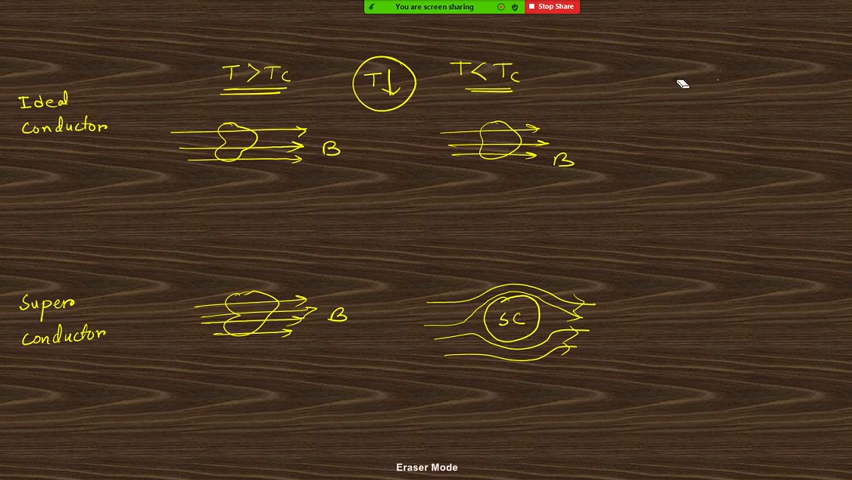 You are screen sharing
Stop Share
T > Tc
T↓
T < Tc
Ideal
Conductor
B
B
Super
Conductor
B
SC
Eraser Mode